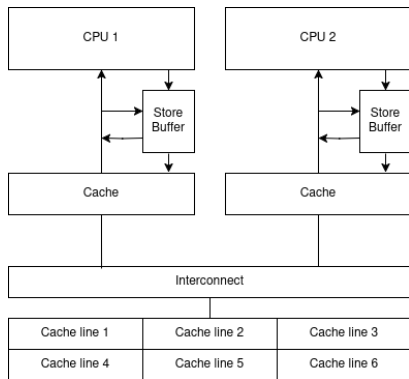 CPU 1
CPU 2
Store
Buffer
Store
Buffer
Cache
Cache
Interconnect
Cache line 1
Cache line 2
Cache line 3
Cache line 4
Cache line 5
Cache line 6